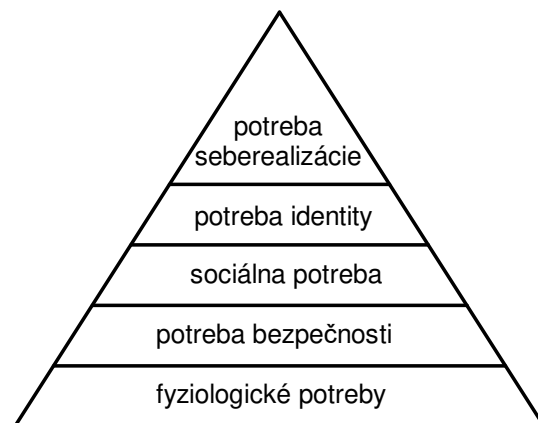 potreba
seberealizácie
potreba identity
sociálna potreba
potreba bezpečnosti
fyziologické potreby